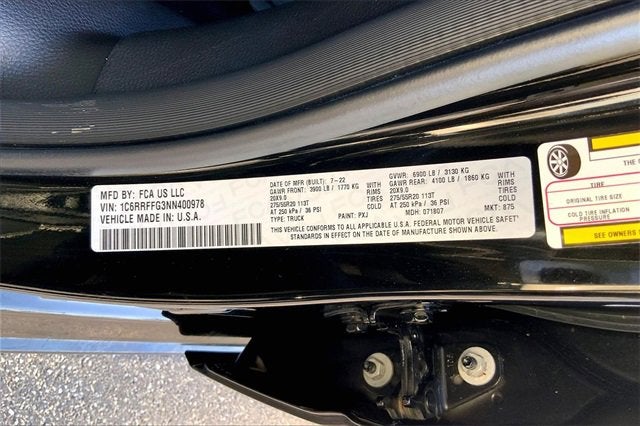 MFD BY: FCA US LLC
VIN: 1C6RRFFG3NN400978
VEHICLE MADE IN U.S.A.
DATE OF MFR (BUILT): 7-22
GAWR FRONT: 3900 LB / 1770 KG WITH
20X9.0 RIMS
275/55R20 113T TIRES
AT 250 kPa / 36 PSI COLD
TYPE: TRUCK PAINT: PXJ
GVWR: 6900 LB / 3130 KG
GAWR REAR: 4100 LB / 1860 KG WITH
20X9.0 RIMS
275/55R20 113T TIRES
AT 250 kPa / 36 PSI COLD
MDH: 071807 MKT: 875
THIS VEHICLE CONFORMS TO ALL APPLICABLE U.S.A. FEDERAL MOTOR VEHICLE SAFETY
STANDARDS IN EFFECT ON THE DATE OF MANUFACTURE SHOWN ABOVE.
TIRE
ORIGINAL TIRE SIZE
COLD TIRE INFLATION
PRESSURE
SEE OWNERS